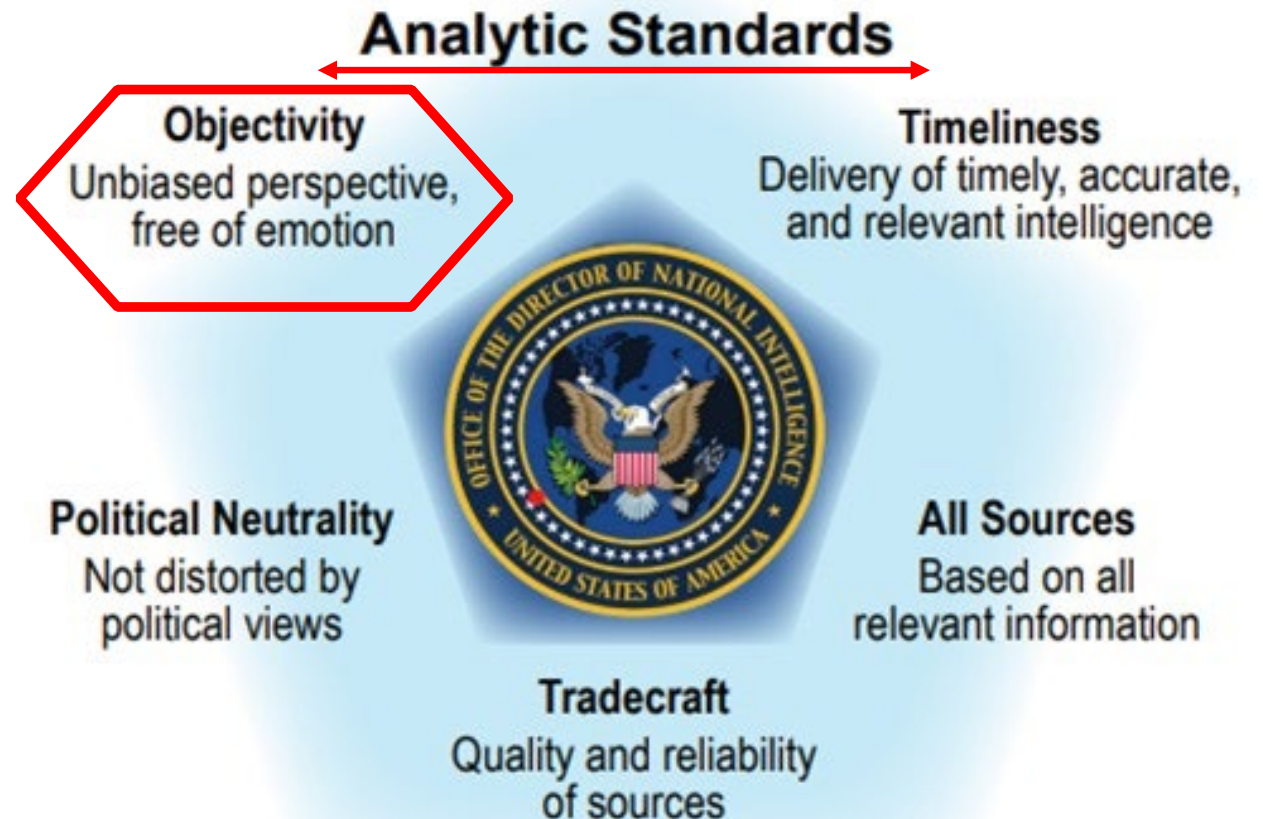 Analytic Standards
Objectivity
Unbiased perspective,
free of emotion
Timeliness
Delivery of timely, accurate,
and relevant intelligence
OFFICE OF THE DIRECTOR OF NATIONAL INTELLIGENCE
UNITED STATES OF AMERICA
Political Neutrality
Not distorted by
political views
All Sources
Based on all
relevant information
Tradecraft
Quality and reliability
of sources